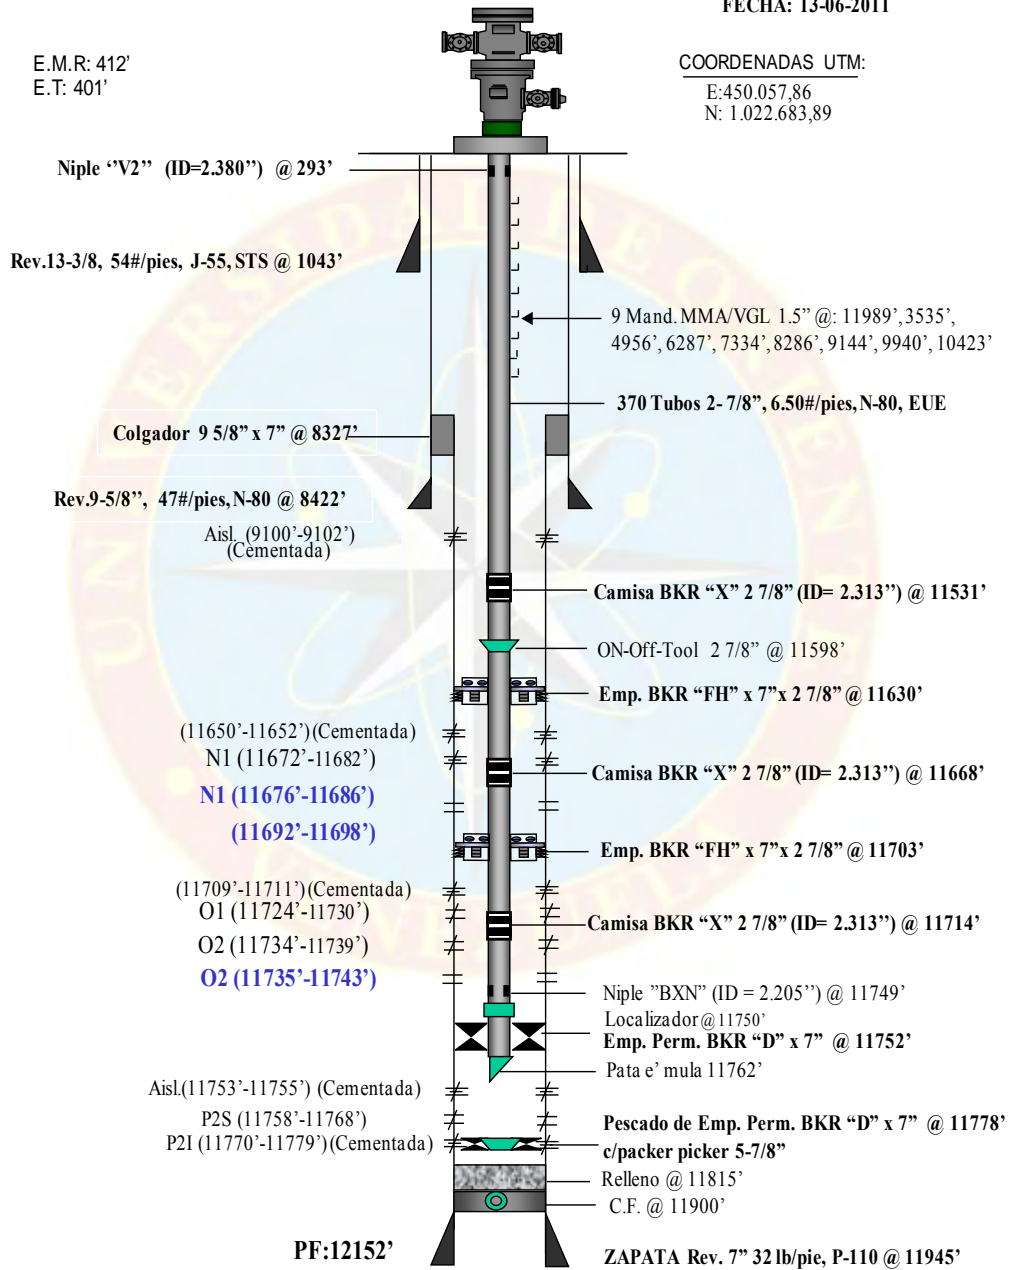 FECHA: 13-06-2011
E.M.R: 412’
E.T: 401’
COORDENADAS UTM:
E:450.057,86
N: 1.022.683,89
Niple ‘’V2’’ (ID=2.380’’) @ 293’
Rev.13-3/8, 54#/pies, J-55, STS @ 1043’
9 Mand. MMA/VGL 1.5” @: 11989’, 3535’,
4956’, 6287’, 7334’, 8286’, 9144’, 9940’, 10423’
370 Tubos 2- 7/8”, 6.50#/pies, N-80, EUE
Colgador 9 5/8” x 7” @ 8327’
Rev.9-5/8’’, 47#/pies, N-80 @ 8422’
Aisl. (9100’-9102’)
(Cementada)
Camisa BKR “X” 2 7/8” (ID= 2.313’’) @ 11531’
ON-Off-Tool 2 7/8” @ 11598’
Emp. BKR “FH” x 7”x 2 7/8” @ 11630’
(11650’-11652’) (Cementada)
N1 (11672’-11682’)
Camisa BKR “X” 2 7/8” (ID= 2.313’’) @ 11668’
N1 (11676’-11686’)
(11692’-11698’)
Emp. BKR “FH” x 7”x 2 7/8” @ 11703’
(11709’-11711’) (Cementada)
O1 (11724’-11730’)
Camisa BKR “X” 2 7/8” (ID= 2.313’’) @ 11714’
O2 (11734’-11739’)
O2 (11735’-11743’)
Niple ”BXN” (ID = 2.205’’) @ 11749’
Localizador @ 11750’
Emp. Perm. BKR “D” x 7” @ 11752’
Pata e’ mula 11762’
Aisl.(11753’-11755’) (Cementada)
P2S (11758’-11768’)
Pescado de Emp. Perm. BKR “D” x 7” @ 11778’
P2I (11770’-11779’) (Cementada)
c/packer picker 5-7/8”
Relleno @ 11815’
C.F. @ 11900’
PF:12152’
ZAPATA Rev. 7” 32 lb/pie, P-110 @ 11945’
UNIVERSIDAD DE ORIENTE
VENEZUELA